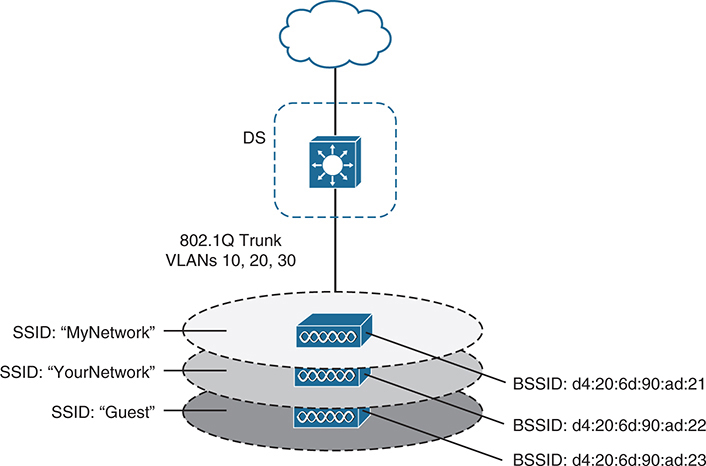 DS
802.1Q Trunk
VLANs 10, 20, 30
SSID: “MyNetwork”
SSID: “YourNetwork”
SSID: “Guest”
BSSID: d4:20:6d:90:ad:21
BSSID: d4:20:6d:90:ad:22
BSSID: d4:20:6d:90:ad:23